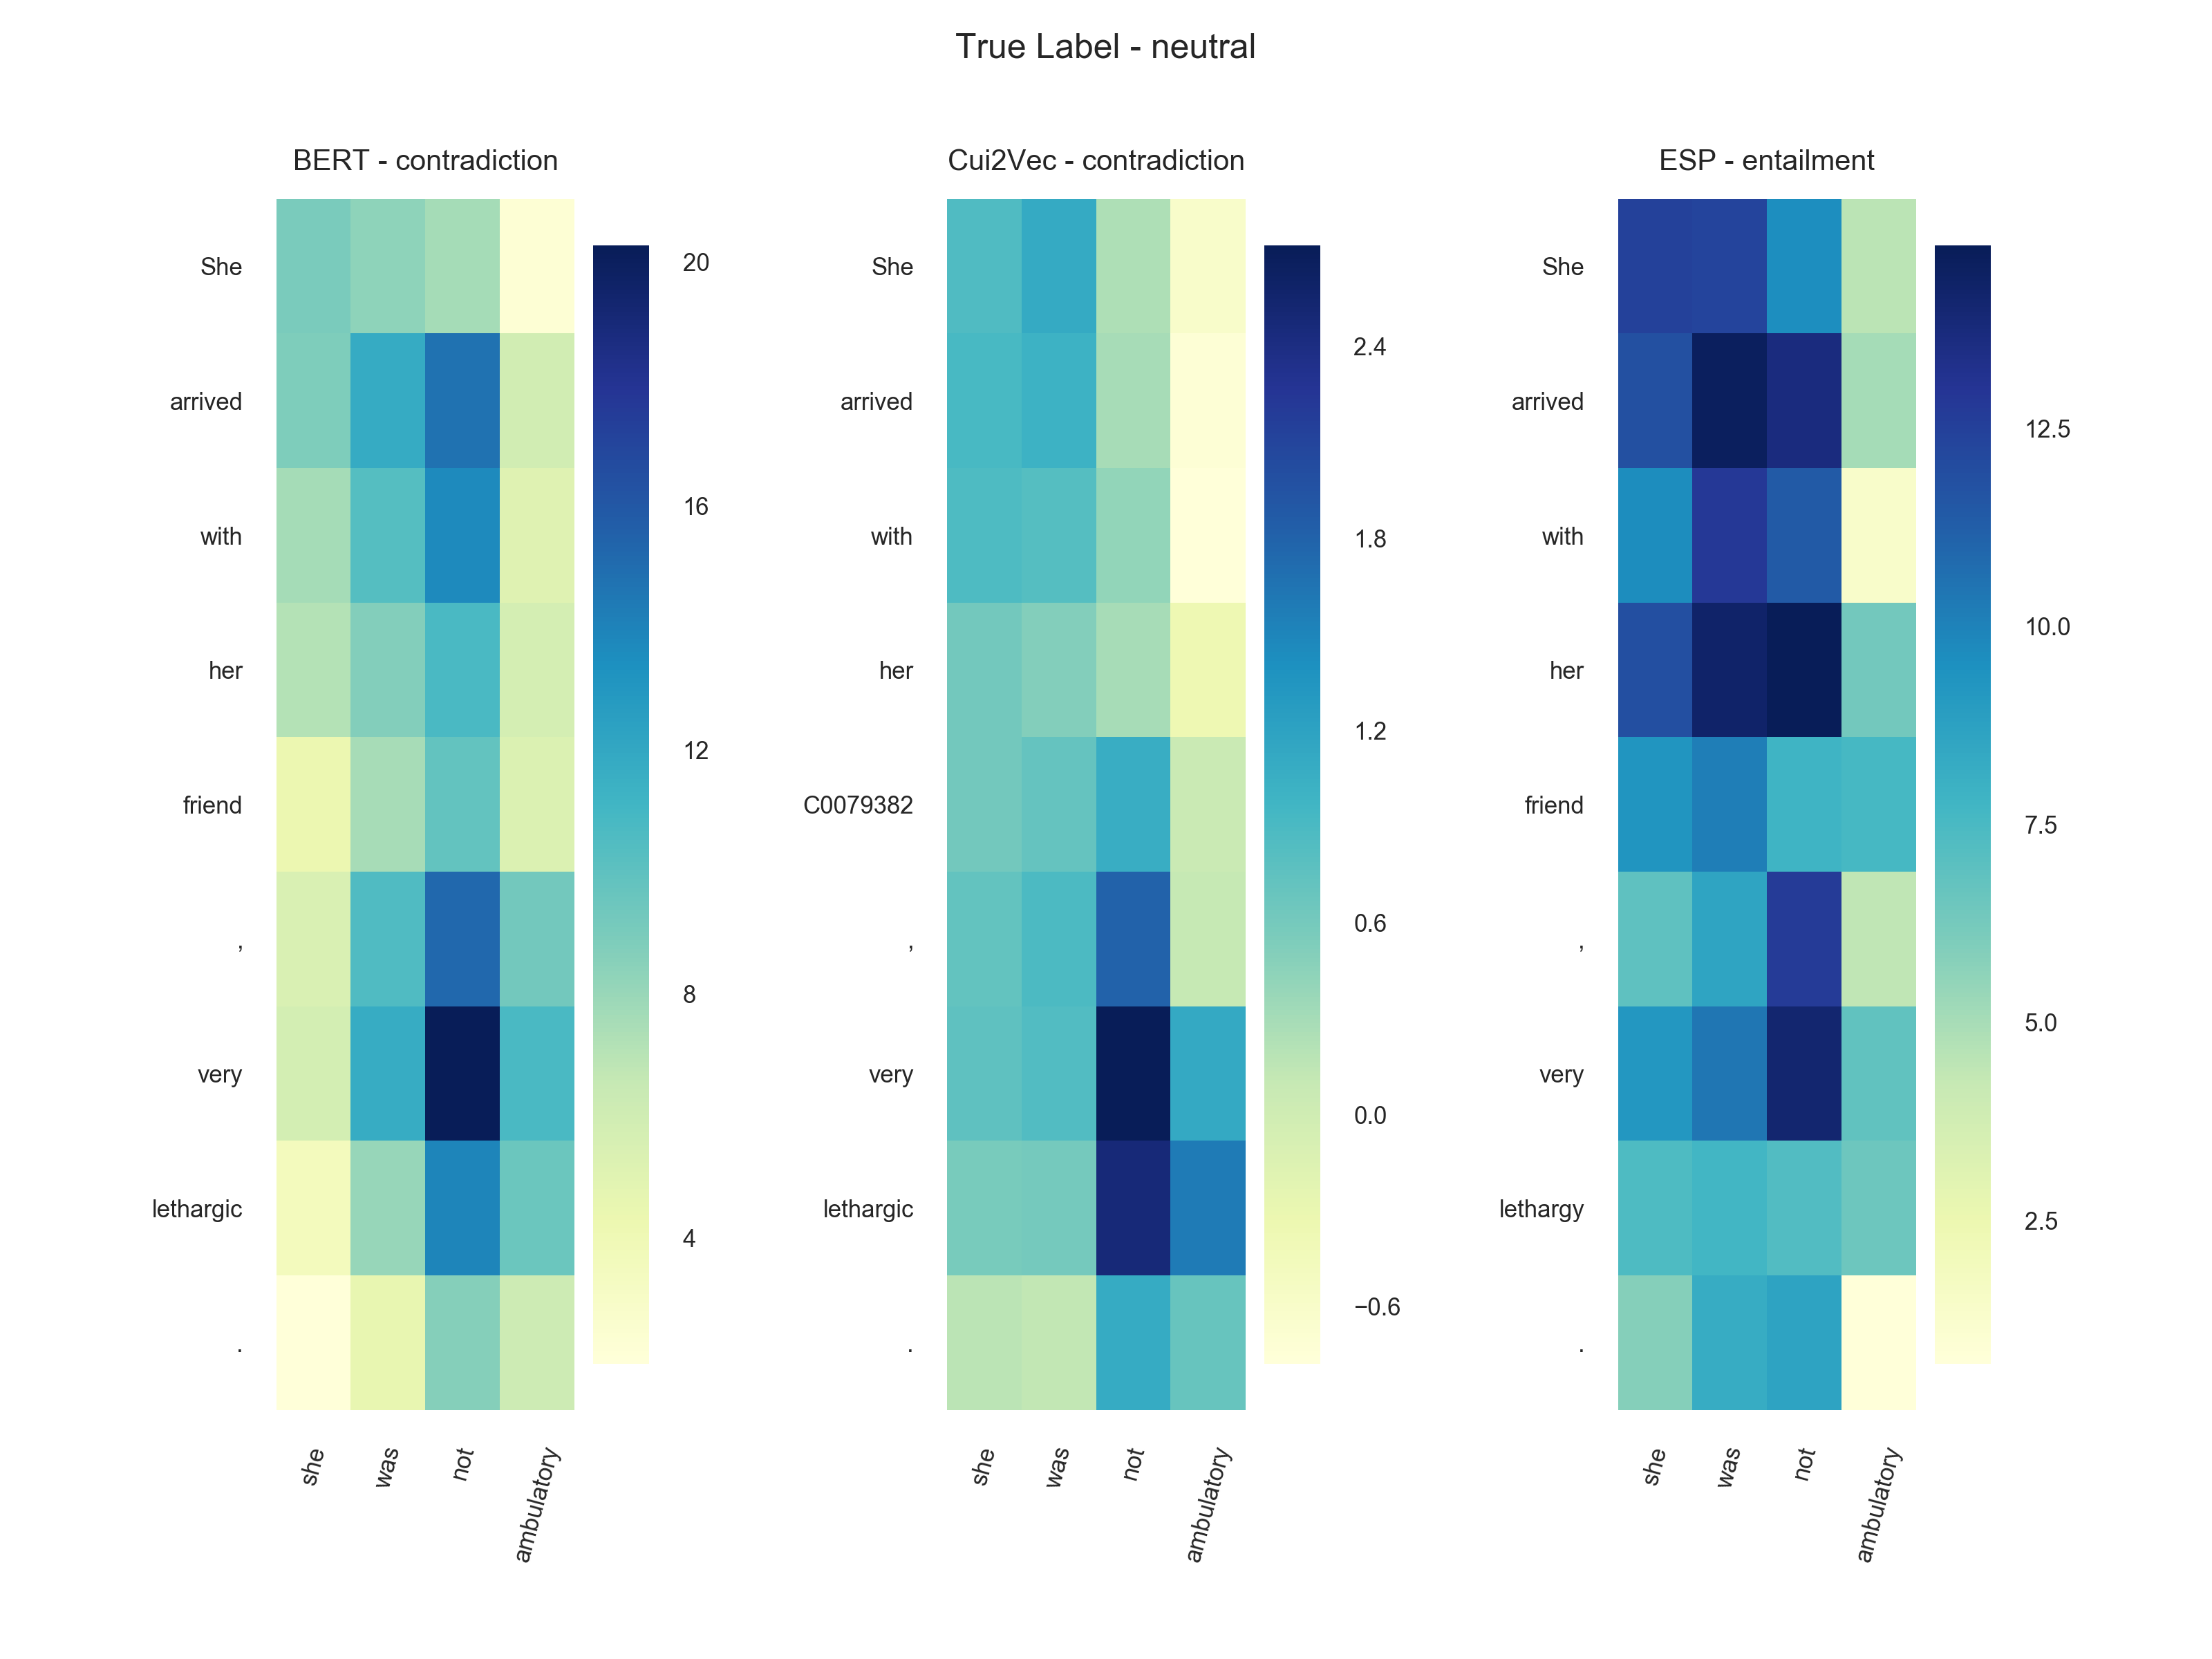 True Label - neutral
BERT - contradiction
She
arrived
with
her
friend
,
very
lethargic
.
she
was
not
ambulatory
20
16
12
8
4
Cui2Vec - contradiction
She
arrived
with
her
C0079382
,
very
lethargic
.
she
was
not
ambulatory
2.4
1.8
1.2
0.6
0.0
−0.6
ESP - entailment
She
arrived
with
her
friend
,
very
lethargy
.
she
was
not
ambulatory
12.5
10.0
7.5
5.0
2.5